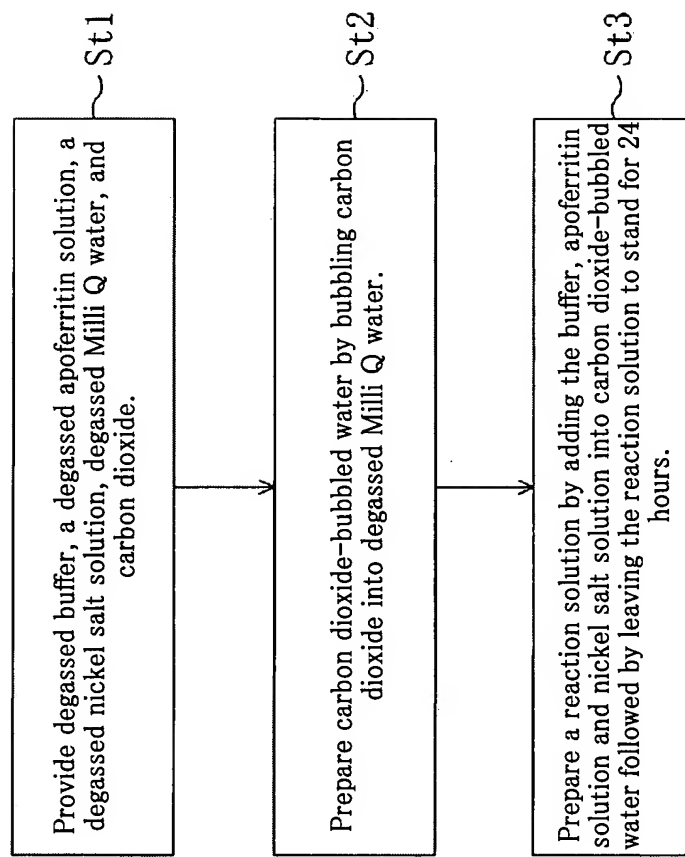 Provide degassed buffer, a degassed apoferritin solution, a
degassed nickel salt solution, degassed Milli Q water, and
carbon dioxide.
St1
Prepare carbon dioxide-bubbled water by bubbling carbon
dioxide into degassed Milli Q water.
St2
Prepare a reaction solution by adding the buffer, apoferritin
solution and nickel salt solution into carbon dioxide-bubbled
water followed by leaving the reaction solution to stand for 24
hours.
St3